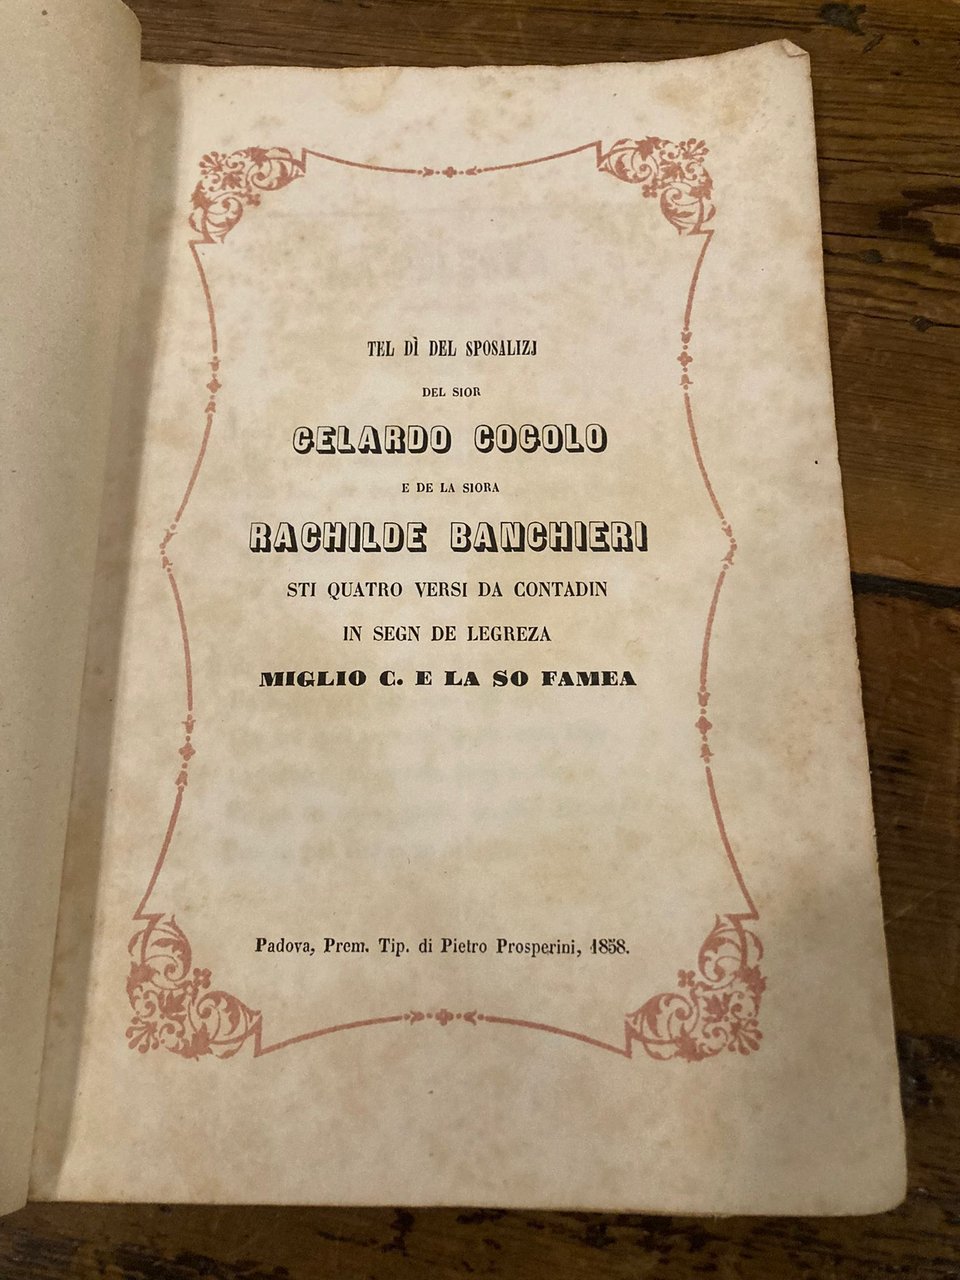 TEL DÌ DEL SPOSALIZJ
DEL SIOR
GELARDO COCOLO
E DE LA SIORA
RACHILDE BANCHIERI
STI QUATRO VERSI DA CONTADIN
IN SEGN DE LEGREZA
MIGLIO C. E LA SO FAMEA
Padova, Prem. Tip. di Pietro Prosperini, 1858.